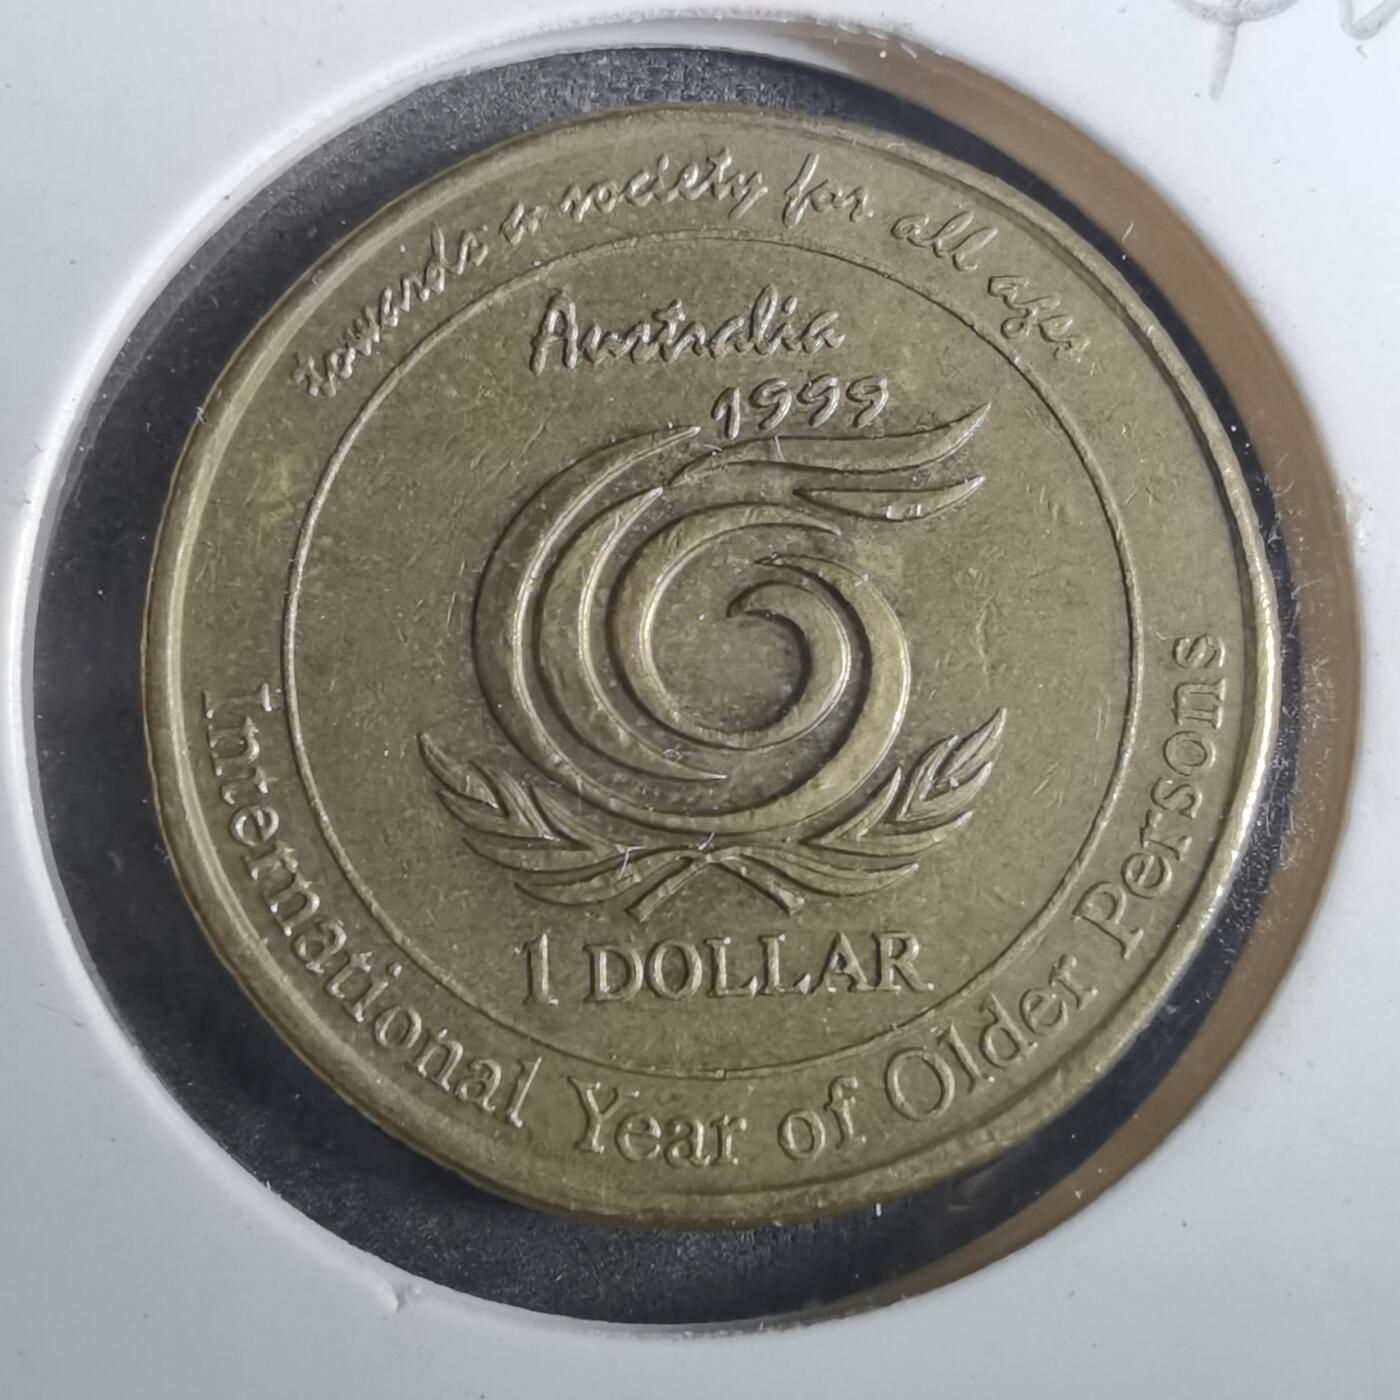 towards a society for all ages
Australia
1999
1 DOLLAR
International Year of Older Persons